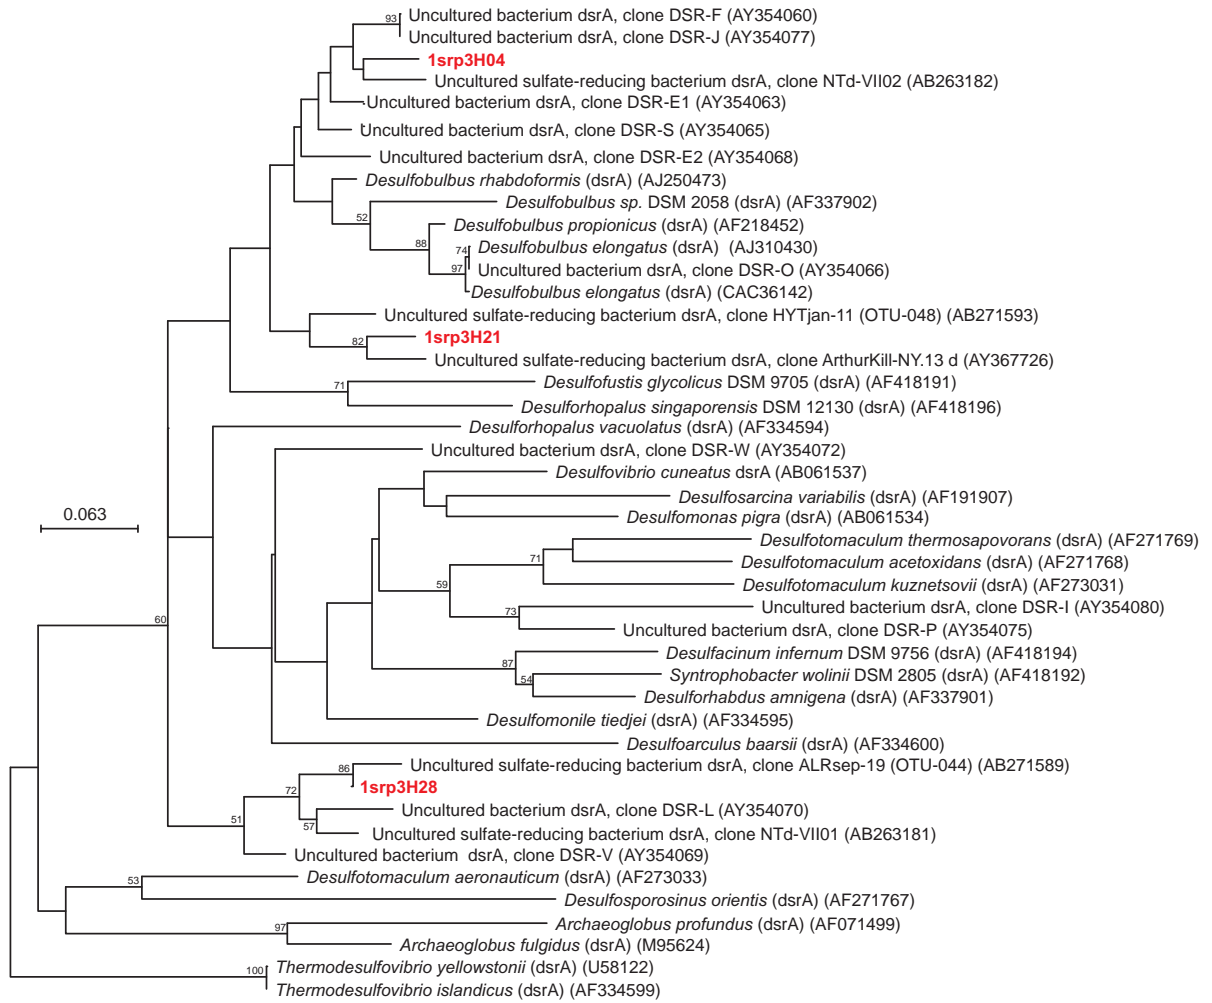 93
Uncultured bacterium dsrA, clone DSR-F (AY354060)
Uncultured bacterium dsrA, clone DSR-J (AY354077)
1srp3H04
Uncultured sulfate-reducing bacterium dsrA, clone NTd-VII02 (AB263182)
Uncultured bacterium dsrA, clone DSR-E1 (AY354063)
Uncultured bacterium dsrA, clone DSR-S (AY354065)
Uncultured bacterium dsrA, clone DSR-E2 (AY354068)
Desulfobulbus rhabdoformis (dsrA) (AJ250473)
Desulfobulbus sp. DSM 2058 (dsrA) (AF337902)
52
Desulfobulbus propionicus (dsrA) (AF218452)
88
74
Desulfobulbus elongatus (dsrA) (AJ310430)
97
Uncultured bacterium dsrA, clone DSR-O (AY354066)
Desulfobulbus elongatus (dsrA) (CAC36142)
Uncultured sulfate-reducing bacterium dsrA, clone HYTjan-11 (OTU-048) (AB271593)
82
1srp3H21
Uncultured sulfate-reducing bacterium dsrA, clone ArthurKill-NY.13 d (AY367726)
71
Desulfofustis glycolicus DSM 9705 (dsrA) (AF418191)
Desulforhopalus singaporensis DSM 12130 (dsrA) (AF418196)
Desulforhopalus vacuolatus (dsrA) (AF334594)
Uncultured bacterium dsrA, clone DSR-W (AY354072)
Desulfovibrio cuneatus dsrA (AB061537)
Desulfosarcina variabilis (dsrA) (AF191907)
0.063
Desulfomonas pigra (dsrA) (AB061534)
Desulfotomaculum thermosapovorans (dsrA) (AF271769)
71
Desulfotomaculum acetoxidans (dsrA) (AF271768)
59
Desulfotomaculum kuznetsovii (dsrA) (AF273031)
73
Uncultured bacterium dsrA, clone DSR-I (AY354080)
60
Uncultured bacterium dsrA, clone DSR-P (AY354075)
87
Desulfacinum infernum DSM 9756 (dsrA) (AF418194)
54
Syntrophobacter wolinii DSM 2805 (dsrA) (AF418192)
Desulforhabdus amnigena (dsrA) (AF337901)
Desulfomonile tiedjei (dsrA) (AF334595)
Desulfoarculus baarsii (dsrA) (AF334600)
86
Uncultured sulfate-reducing bacterium dsrA, clone ALRsep-19 (OTU-044) (AB271589)
72
1srp3H28
Uncultured bacterium dsrA, clone DSR-L (AY354070)
51
57
Uncultured sulfate-reducing bacterium dsrA, clone NTd-VII01 (AB263181)
Uncultured bacterium dsrA, clone DSR-V (AY354069)
53
Desulfotomaculum aeronauticum (dsrA) (AF273033)
Desulfosporosinus orientis (dsrA) (AF271767)
97
Archaeoglobus profundus (dsrA) (AF071499)
Archaeoglobus fulgidus (dsrA) (M95624)
100
Thermodesulfovibrio yellowstonii (dsrA) (U58122)
Thermodesulfovibrio islandicus (dsrA) (AF334599)